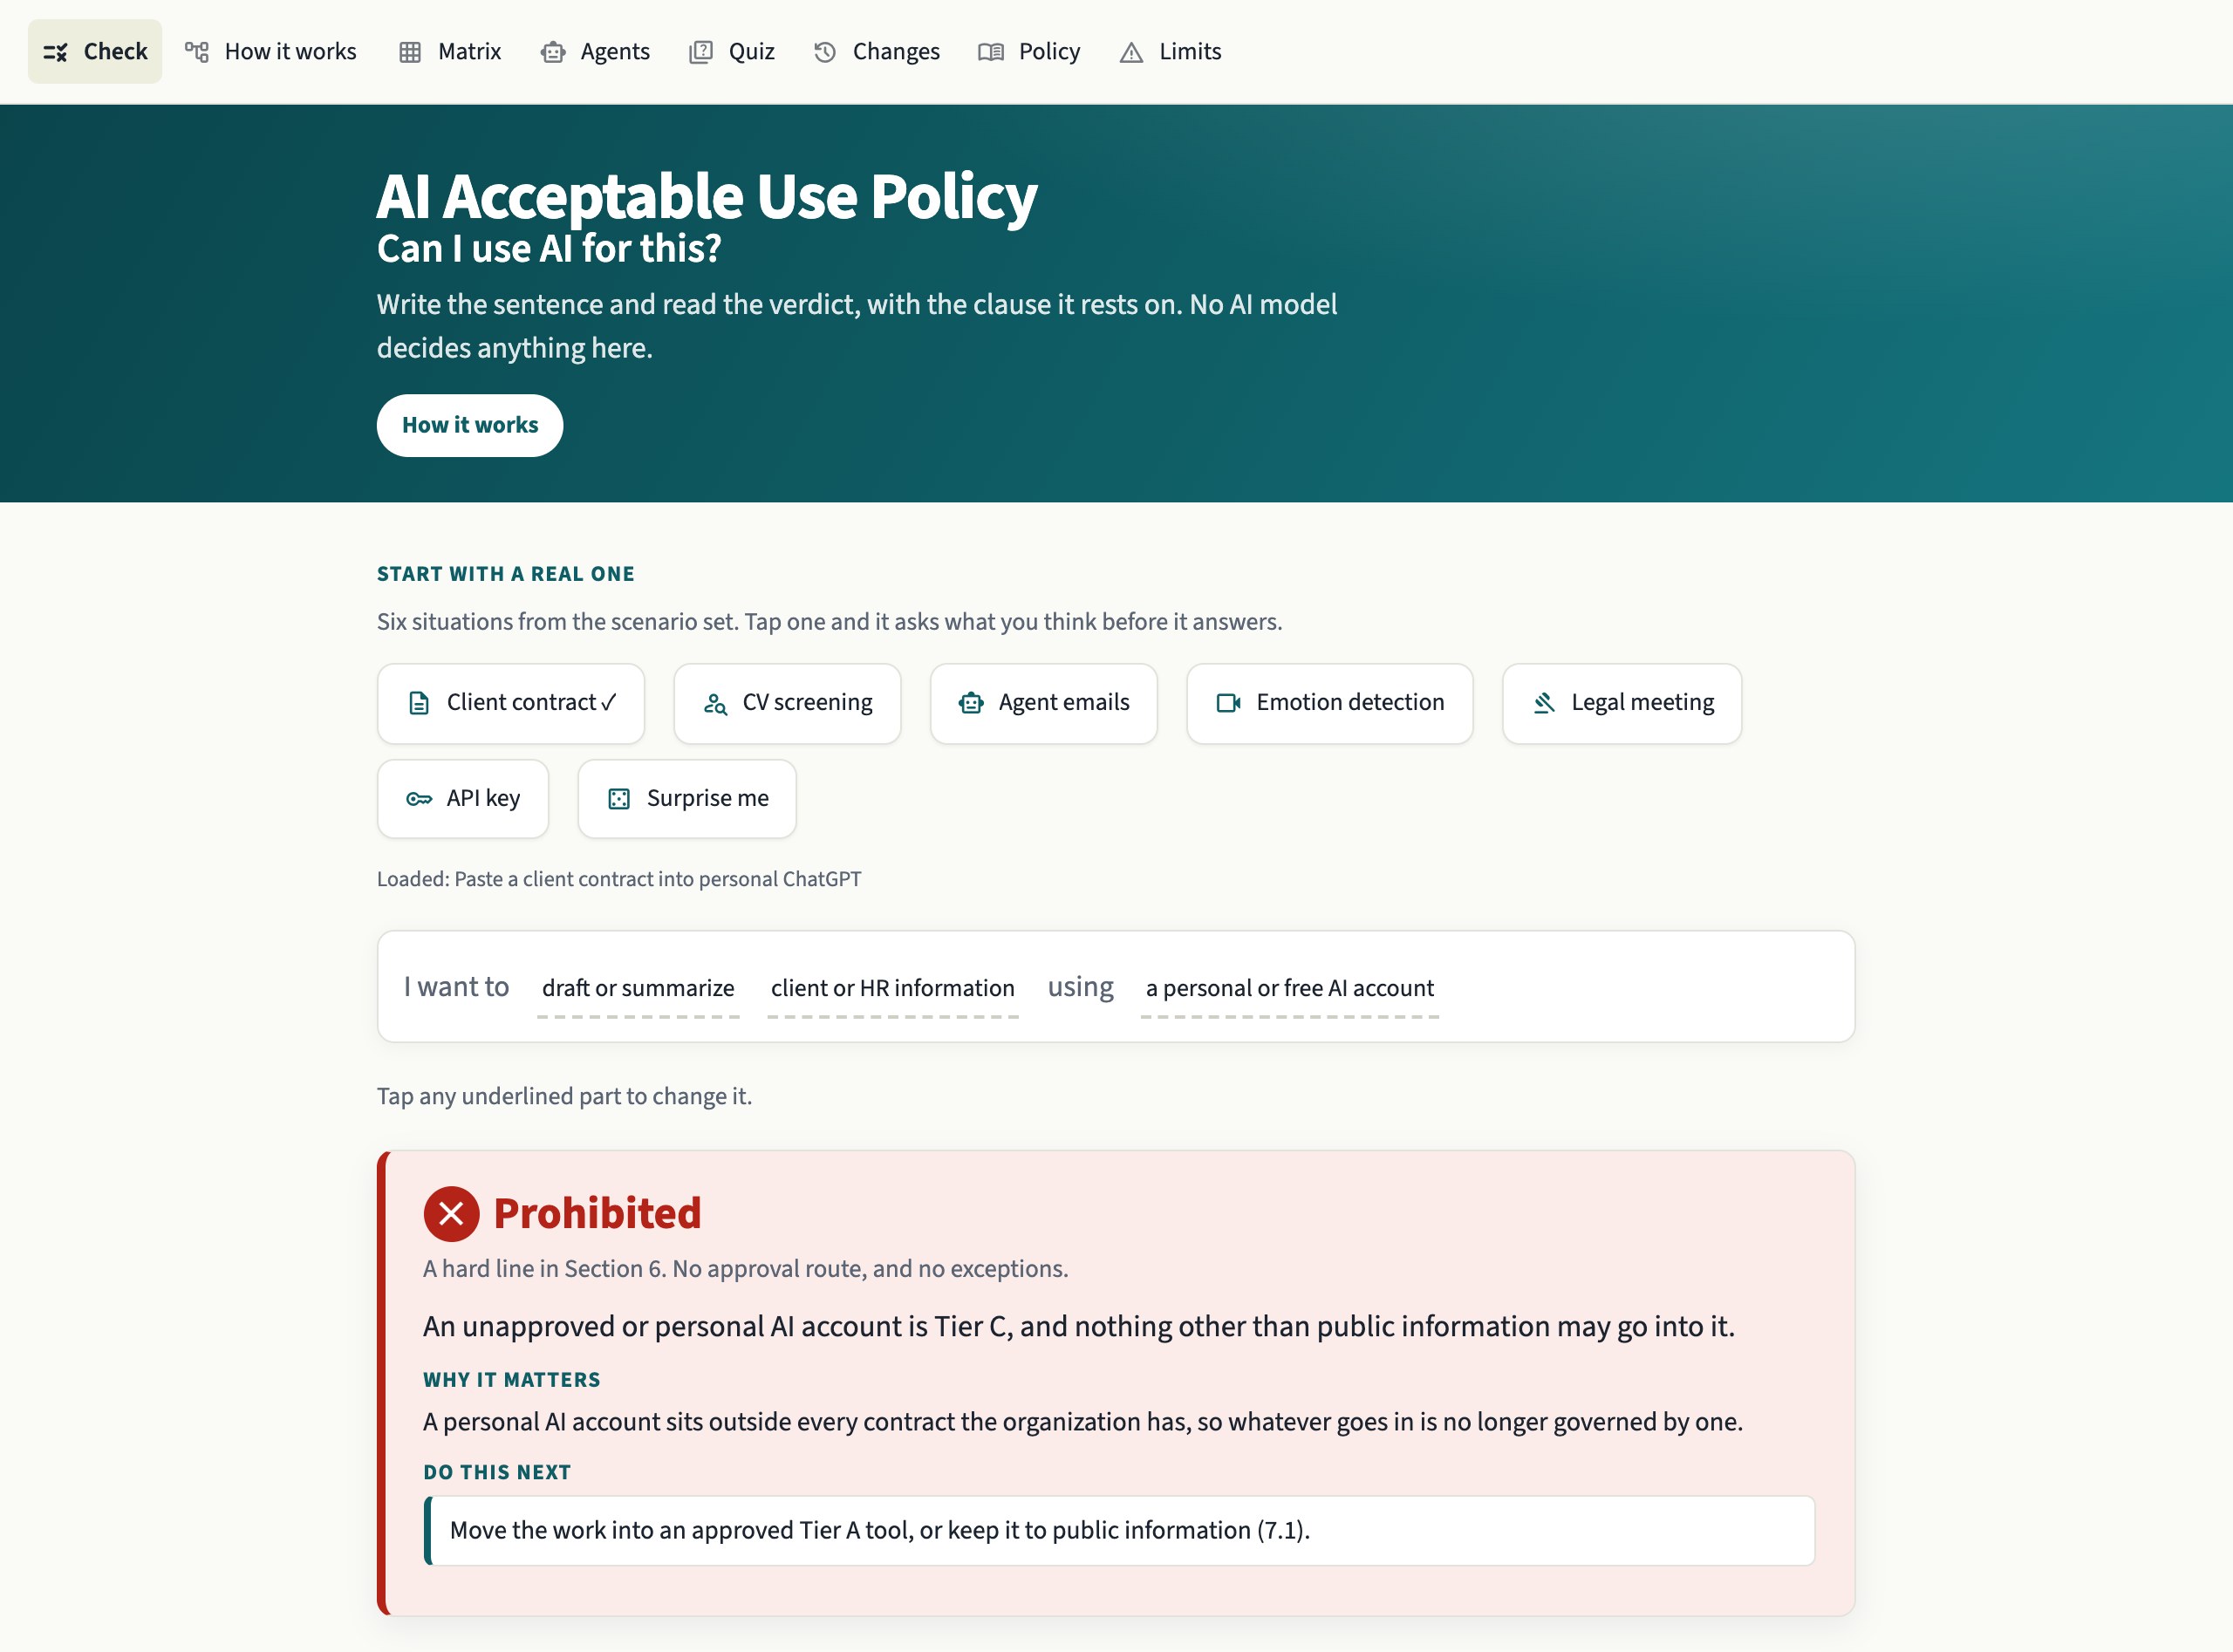 Check How it works Matrix Agents Quiz Changes Policy Limits
AI Acceptable Use Policy
Can I use AI for this?
Write the sentence and read the verdict, with the clause it rests on. No AI model
decides anything here.
How it works
START WITH A REAL ONE
Six situations from the scenario set. Tap one and it asks what you think before it answers.
Client contract ✓ CV screening Agent emails Emotion detection Legal meeting
API key Surprise me
Loaded: Paste a client contract into personal ChatGPT
I want to draft or summarize client or HR information using a personal or free AI account
Tap any underlined part to change it.
Prohibited
A hard line in Section 6. No approval route, and no exceptions.
An unapproved or personal AI account is Tier C, and nothing other than public information may go into it.
WHY IT MATTERS
A personal AI account sits outside every contract the organization has, so whatever goes in is no longer governed by one.
DO THIS NEXT
Move the work into an approved Tier A tool, or keep it to public information (7.1).